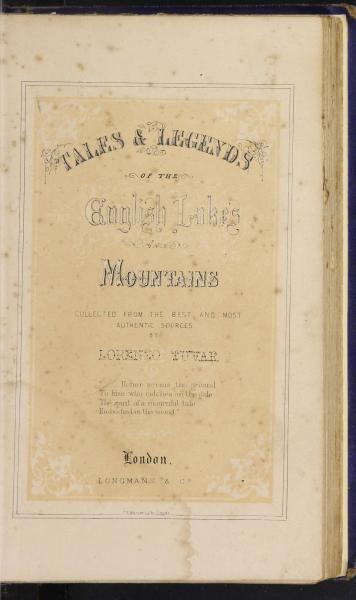 TALES & LEGENDS
OF THE
English Lakes
AND
MOUNTAINS
COLLECTED FROM THE BEST AND MOST
AUTHENTIC SOURCES
BY
LORENZO TUVAR
the ground
To him who catches on the gale
The spirit of a mournful tale
Embodied in the sound"
London.
LONGMANS & Co